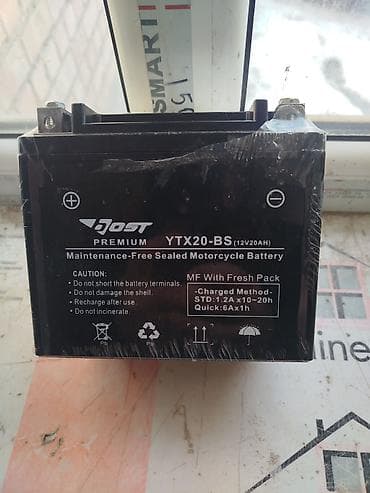 SMART
150
DOST
PREMIUM
YTX20-BS (12V20AH)
Maintenance-Free Sealed Motorcycle Battery
CAUTION:
• Do not short the battery terminals.
• Do not damage the shell.
• Recharge after use.
• Do not incinerate.
MF With Fresh Pack
-Charged Method-
STD:1.2A x10~20h
Quick:6Ax1h
Pb
ine